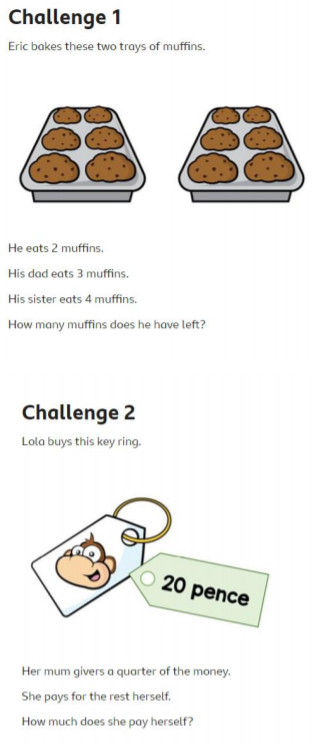 Challenge 1
Eric bakes these two trays of muffins.
He eats 2 muffins.
His dad eats 3 muffins.
His sister eats 4 muffins.
How many muffins does he have left?
Challenge 2
Lola buys this key ring.
20 pence
Her mum givers a quarter of the money.
She pays for the rest herself.
How much does she pay herself?